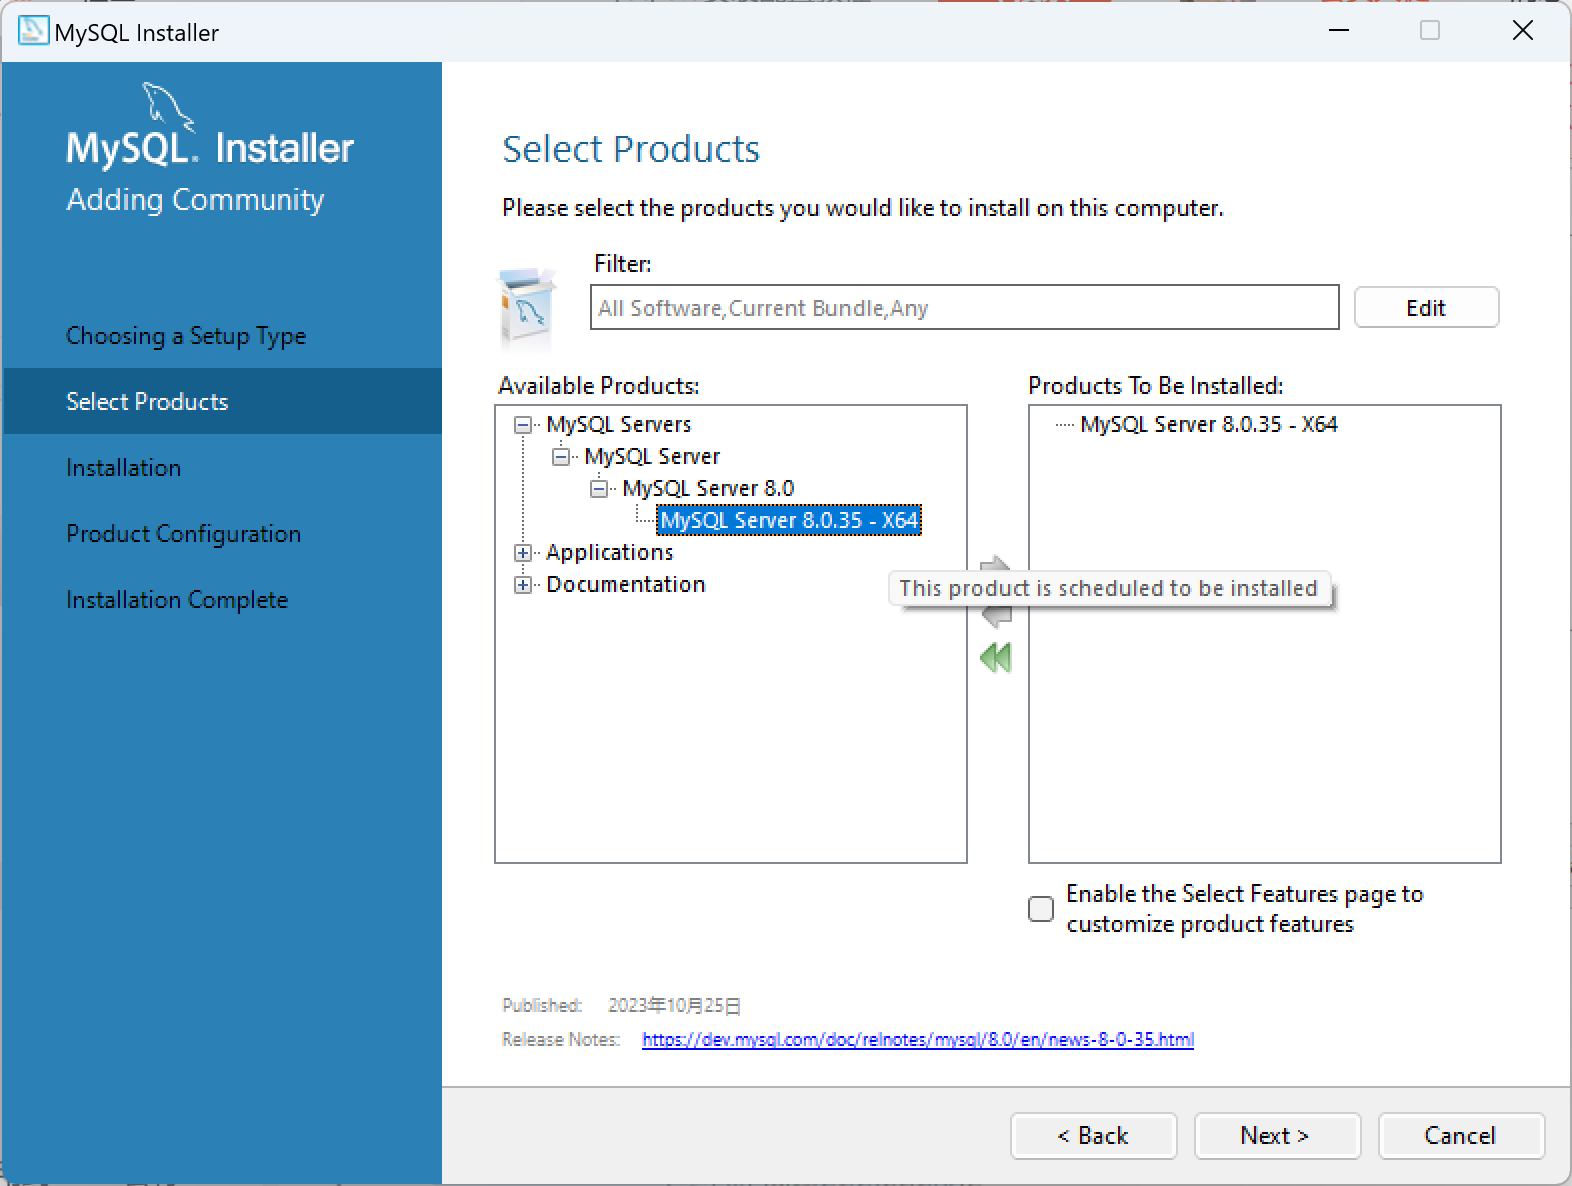 MySQL Installer
MySQL. Installer
Adding Community
Choosing a Setup Type
Select Products
Installation
Product Configuration
Installation Complete
Select Products
Please select the products you would like to install on this computer.
Filter:
All Software,Current Bundle,Any
Edit
Available Products:
MySQL Servers
MySQL Server
MySQL Server 8.0
MySQL Server 8.0.35 - X64
Applications
Documentation
This product is scheduled to be installed
Products To Be Installed:
MySQL Server 8.0.35 - X64
Enable the Select Features page to
customize product features
Published: 2023年10月25日
Release Notes: https://dev.mysql.com/doc/relnotes/mysql/8.0/en/news-8-0-35.html
< Back
Next >
Cancel